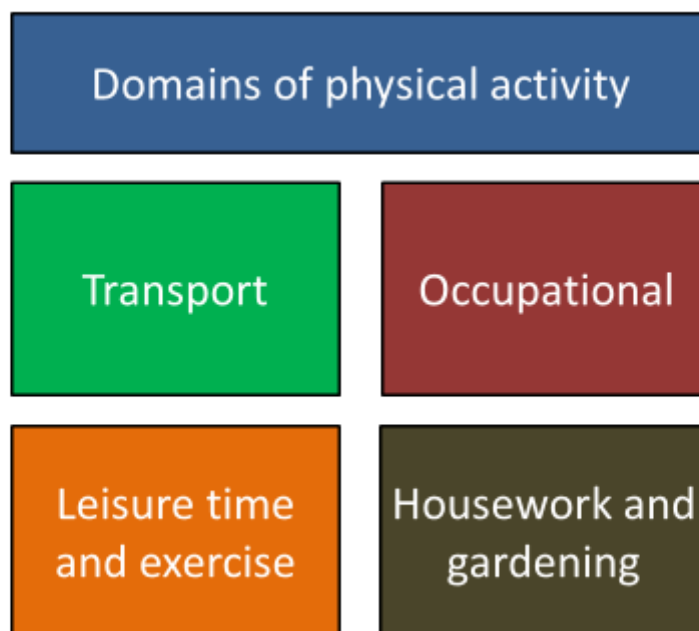 Domains of physical activity
Transport
Occupational
Leisure time
and exercise
Housework and
gardening